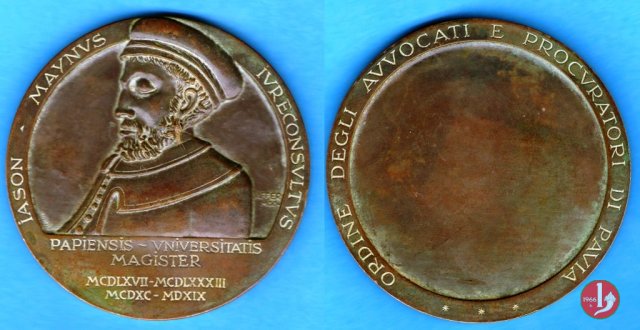 IASON - MAYNVS IVRECONSVLTVS
PAPIENSIS - VNIVERSITATIS
MAGISTER
MCDLXVII - MCDLXXXIII
MCDXC - MDXIX
ORDINE DEGLI AVVOCATI E PROCVRATORI DI PAVIA
* * *
1966